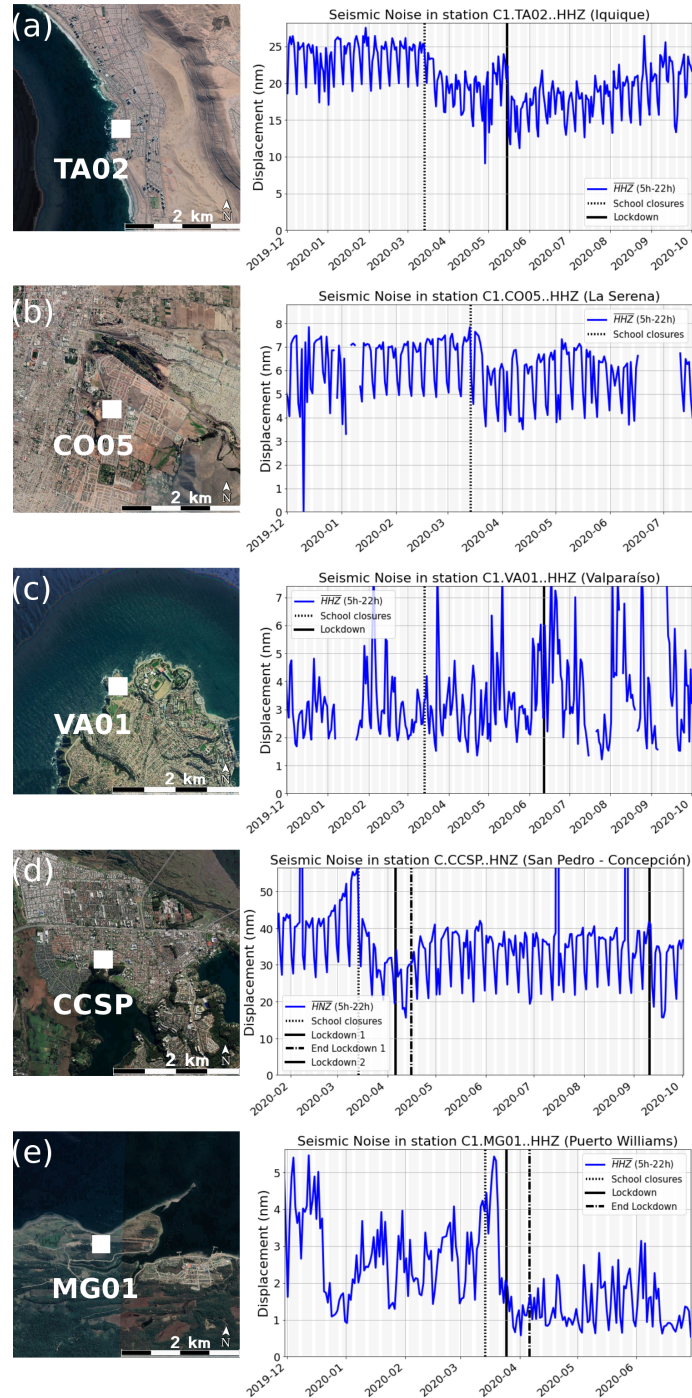 (a)
TA02
2 km
N
Seismic Noise in station C1.TA02..HHZ (Iquique)
Displacement (nm)
25
20
15
10
5
0
HHZ (5h-22h)
School closures
Lockdown
2019-12
2020-01
2020-02
2020-03
2020-04
2020-05
2020-06
2020-07
2020-08
2020-09
2020-10
(b)
CO05
2 km
N
Seismic Noise in station C1.CO05..HHZ (La Serena)
Displacement (nm)
8
7
6
5
4
3
2
1
0
HHZ (5h-22h)
School closures
2019-12
2020-01
2020-02
2020-03
2020-04
2020-05
2020-06
2020-07
(c)
VA01
2 km
N
Seismic Noise in station C1.VA01..HHZ (Valparaíso)
Displacement (nm)
7
6
5
4
3
2
1
0
HHZ (5h-22h)
School closures
Lockdown
2019-12
2020-01
2020-02
2020-03
2020-04
2020-05
2020-06
2020-07
2020-08
2020-09
2020-10
(d)
CCSP
2 km
N
Seismic Noise in station C.CCSP..HNZ (San Pedro - Concepción)
Displacement (nm)
50
40
30
20
10
0
HNZ (5h-22h)
School closures
Lockdown 1
End Lockdown 1
Lockdown 2
2020-02
2020-03
2020-04
2020-05
2020-06
2020-07
2020-08
2020-09
2020-10
(e)
MG01
2 km
N
Seismic Noise in station C1.MG01..HHZ (Puerto Williams)
Displacement (nm)
5
4
3
2
1
0
HHZ (5h-22h)
School closures
Lockdown
End Lockdown
2019-12
2020-01
2020-02
2020-03
2020-04
2020-05
2020-06